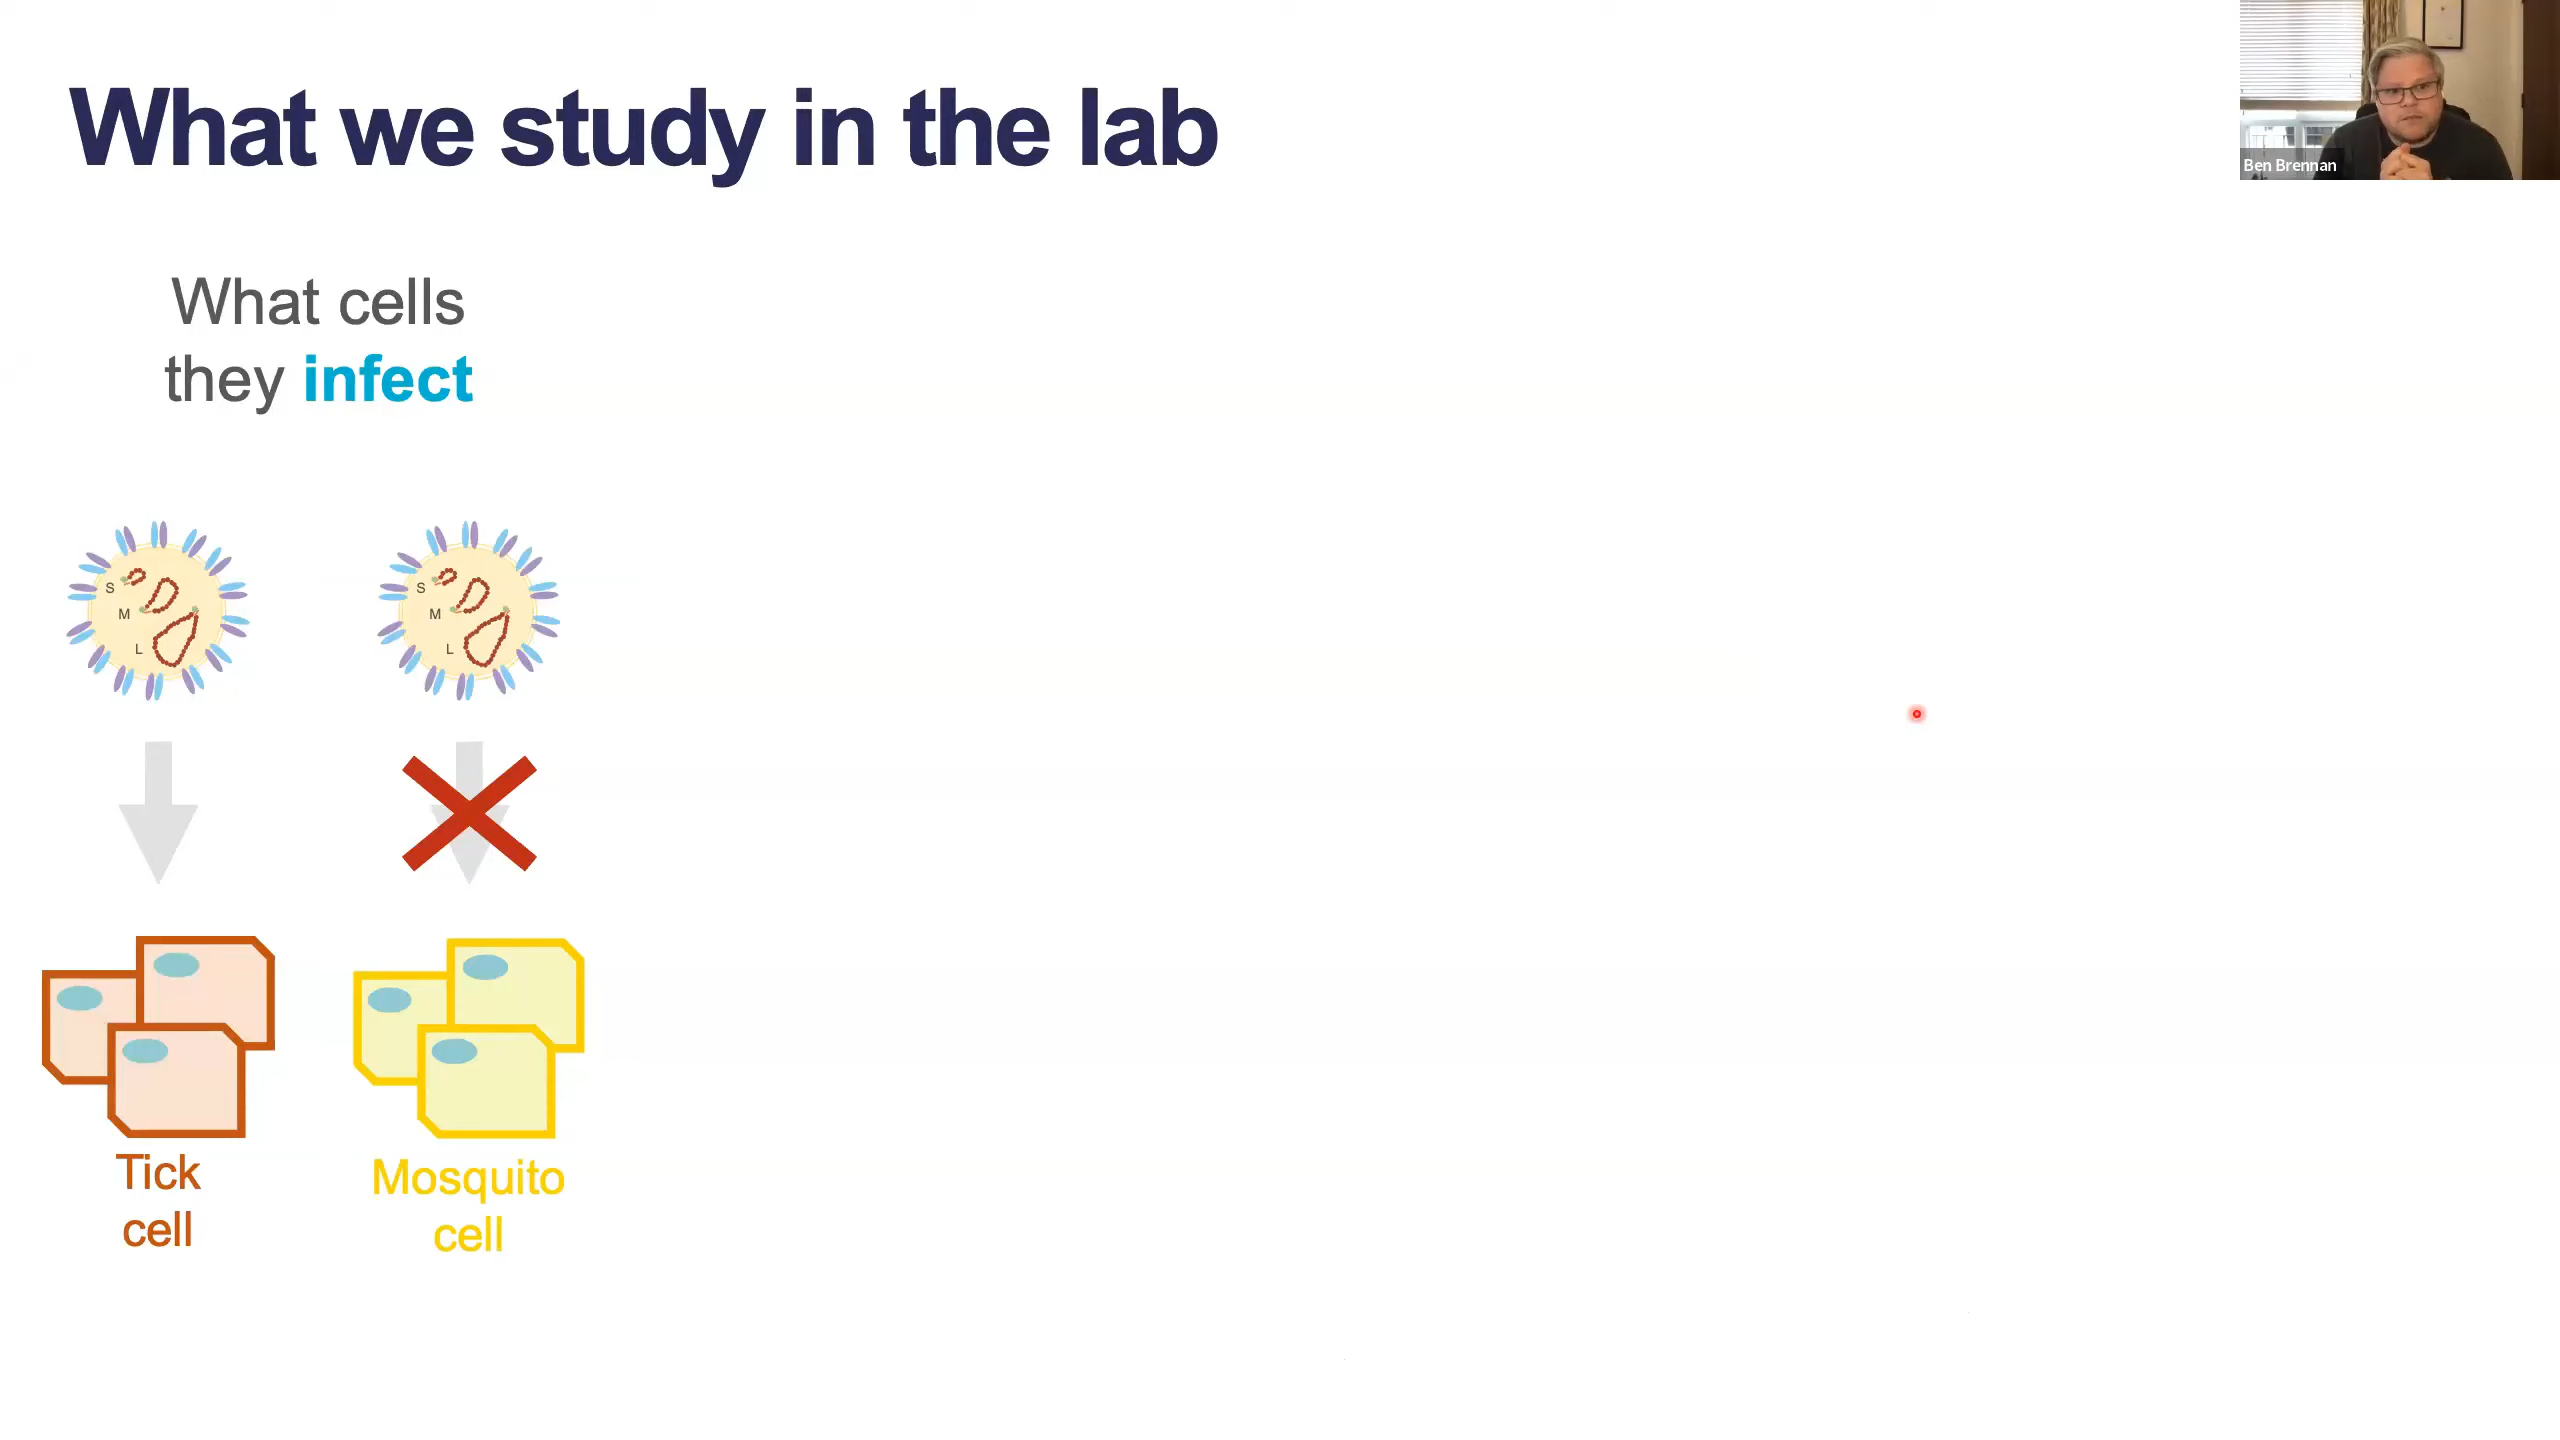 What we study in the lab
Ben Brennan
What cells
they infect
S
M
L
S
M
L
Tick
cell
Mosquito
cell